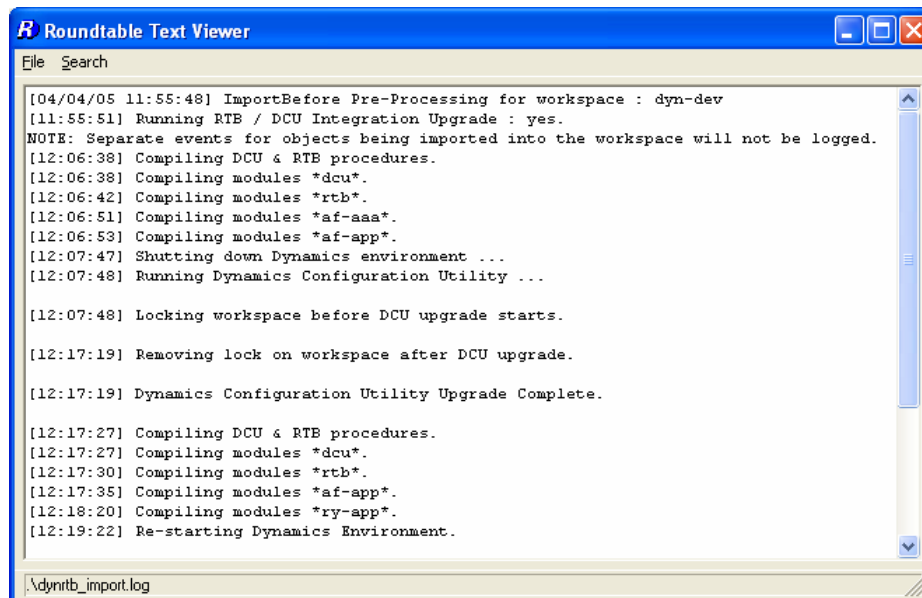 Roundtable Text Viewer
File Search
[04/04/05 11:55:48] ImportBefore Pre-Processing for workspace : dyn-dev
[11:55:51] Running RTB / DCU Integration Upgrade : yes.
NOTE: Separate events for objects being imported into the workspace will not be logged.
[12:06:38] Compiling DCU & RTB procedures.
[12:06:38] Compiling modules *dcu*.
[12:06:42] Compiling modules *rtb*.
[12:06:51] Compiling modules *af-aaa*.
[12:06:53] Compiling modules *af-app*.
[12:07:47] Shutting down Dynamics environment ...
[12:07:48] Running Dynamics Configuration Utility ...
[12:07:48] Locking workspace before DCU upgrade starts.
[12:17:19] Removing lock on workspace after DCU upgrade.
[12:17:19] Dynamics Configuration Utility Upgrade Complete.
[12:17:27] Compiling DCU & RTB procedures.
[12:17:27] Compiling modules *dcu*.
[12:17:30] Compiling modules *rtb*.
[12:17:35] Compiling modules *af-app*.
[12:18:20] Compiling modules *ry-app*.
[12:19:22] Re-starting Dynamics Environment.
.\dynrtb_import.log